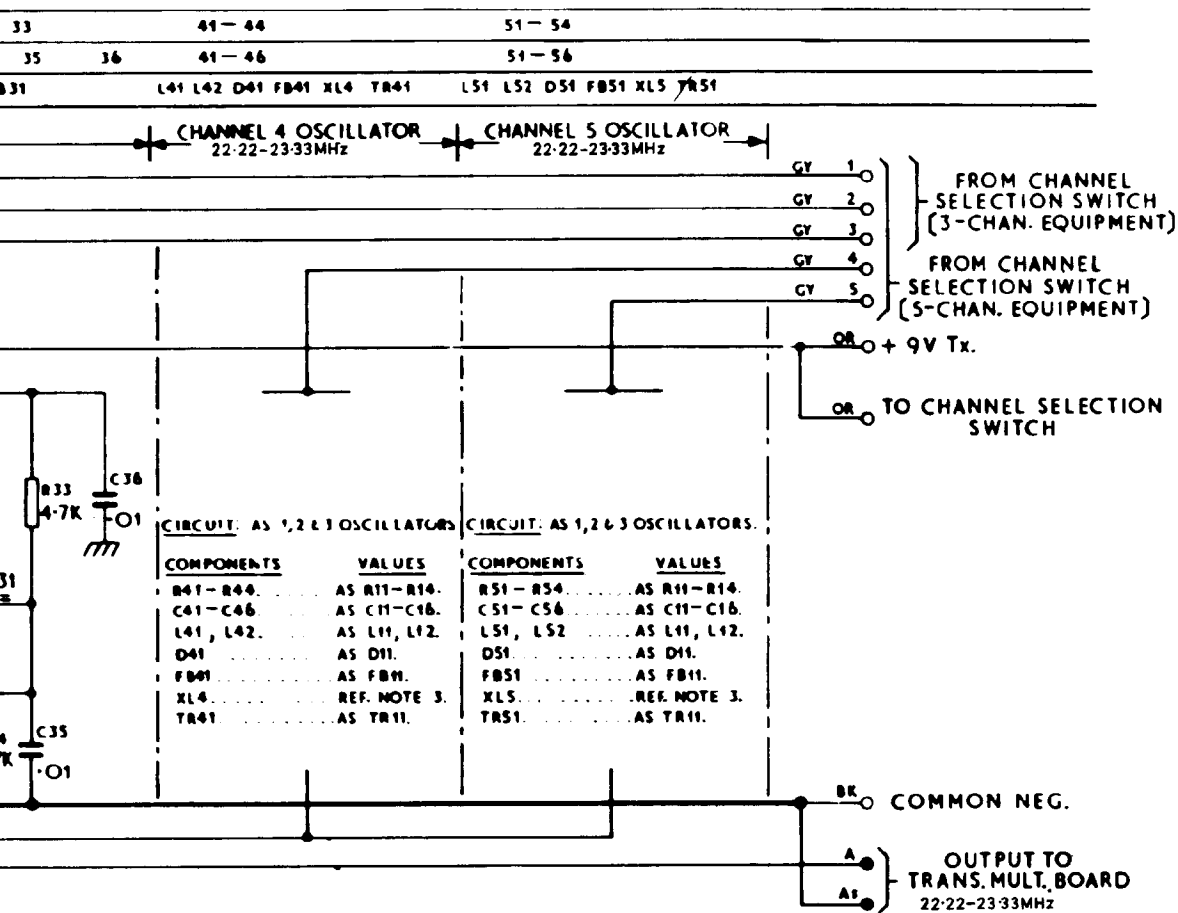 33 41-44 51-54
35 36 41-46 51-56
B31 L41 L42 D41 FB41 XL4 TR41 L51 L52 D51 FB51 XL5 TR51
CHANNEL 4 OSCILLATOR
22·22-23·33MHz
CHANNEL 5 OSCILLATOR
22·22-23·33MHz
GY 1
GY 2
GY 3
GY 4
GY 5
FROM CHANNEL
SELECTION SWITCH
(3-CHAN. EQUIPMENT)
FROM CHANNEL
SELECTION SWITCH
(5-CHAN. EQUIPMENT)
OR + 9V Tx.
OR TO CHANNEL SELECTION
SWITCH
R33
4·7K
C36
·01
31
CIRCUIT: AS 1,2 & 3 OSCILLATORS
COMPONENTS VALUES
R41-R44. AS R11-R14.
C41-C46. AS C11-C16.
L41, L42. AS L11, L12.
D41 ........ AS D11.
FB41 ........ AS FB11.
XL4 ........ REF. NOTE 3.
TR41 ........ AS TR11.
CIRCUIT: AS 1,2 & 3 OSCILLATORS.
COMPONENTS VALUES
R51-R54 ...... AS R11-R14.
C51-C56 ...... AS C11-C16.
L51, L52 ..... AS L11, L12.
D51 ........ AS D11.
FB51 ........ AS FB11.
XL5 ........ REF. NOTE 3.
TR51 ........ AS TR11.
4
K
C35
·01
BK COMMON NEG.
A
As
OUTPUT TO
TRANS. MULT. BOARD
22·22-23·33MHz